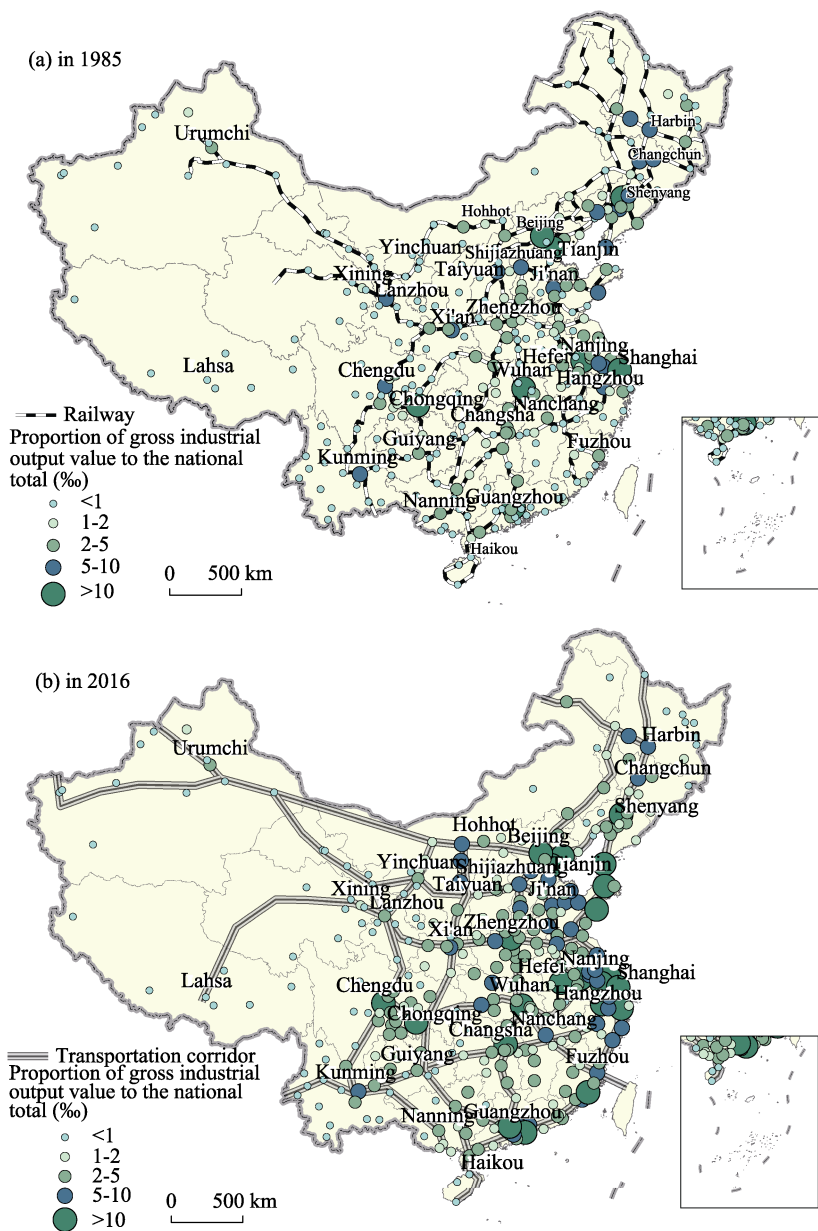 (a) in 1985
Urumchi
Harbin
Changchun
Shenyang
Hohhot
Beijing
Yinchuan
Shijiazhuang
Tianjin
Xining
Taiyuan
Ji'nan
Lanzhou
Zhengzhou
Xi'an
Nanjing
Hefei
Shanghai
Lahsa
Chengdu
Wuhan
Hangzhou
Chongqing
Nanchang
Changsha
Railway
Guiyang
Fuzhou
Proportion of gross industrial
output value to the national
total (‰)
Kunming
Nanning
Guangzhou
<1
1-2
2-5
5-10
>10
Haikou
0 500 km
(b) in 2016
Urumchi
Harbin
Changchun
Shenyang
Hohhot
Beijing
Yinchuan
Shijiazhuang
Tianjin
Xining
Taiyuan
Ji'nan
Lanzhou
Zhengzhou
Xi'an
Nanjing
Hefei
Shanghai
Lahsa
Chengdu
Wuhan
Hangzhou
Chongqing
Nanchang
Changsha
Transportation corridor
Guiyang
Fuzhou
Proportion of gross industrial
output value to the national
total (‰)
Kunming
Nanning
Guangzhou
<1
1-2
2-5
5-10
>10
Haikou
0 500 km